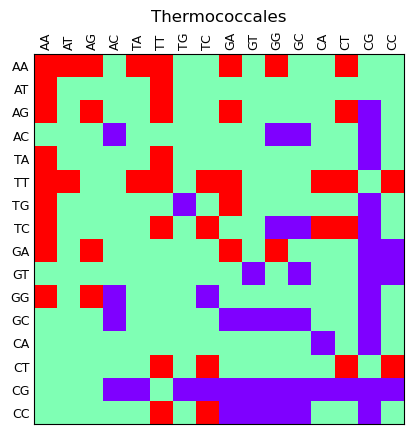 Thermococcales
AA AT AG AC TA TT TG TC GA GT GG GC CA CT CG CC
AA
AT
AG
AC
TA
TT
TG
TC
GA
GT
GG
GC
CA
CT
CG
CC